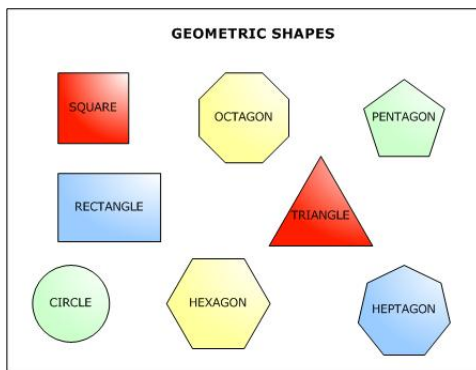 GEOMETRIC SHAPES
SQUARE
OCTAGON
PENTAGON
RECTANGLE
TRIANGLE
CIRCLE
HEXAGON
HEPTAGON